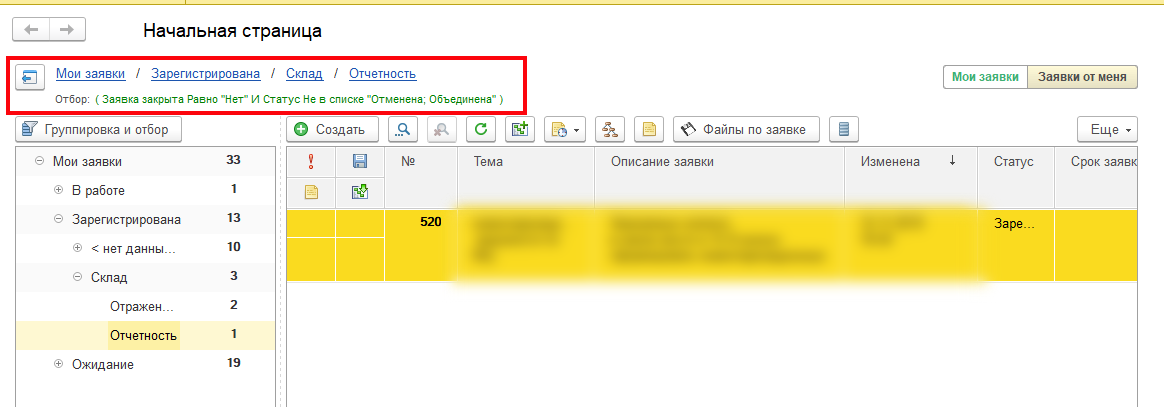 Начальная страница
Мои заявки / Зарегистрирована / Склад / Отчетность
Отбор: ( Заявка закрыта Равно "Нет" И Статус Не в списке "Отменена; Объединена" )
Мои заявки Заявки от меня
Группировка и отбор
Создать Файлы по заявке Еще
Мои заявки 33
В работе 1
Зарегистрирована 13
< нет данны... 10
Склад 3
Отражен... 2
Отчетность 1
Ожидание 19
№ Тема Описание заявки Изменена ↓ Статус Срок заявк
520 Заре...